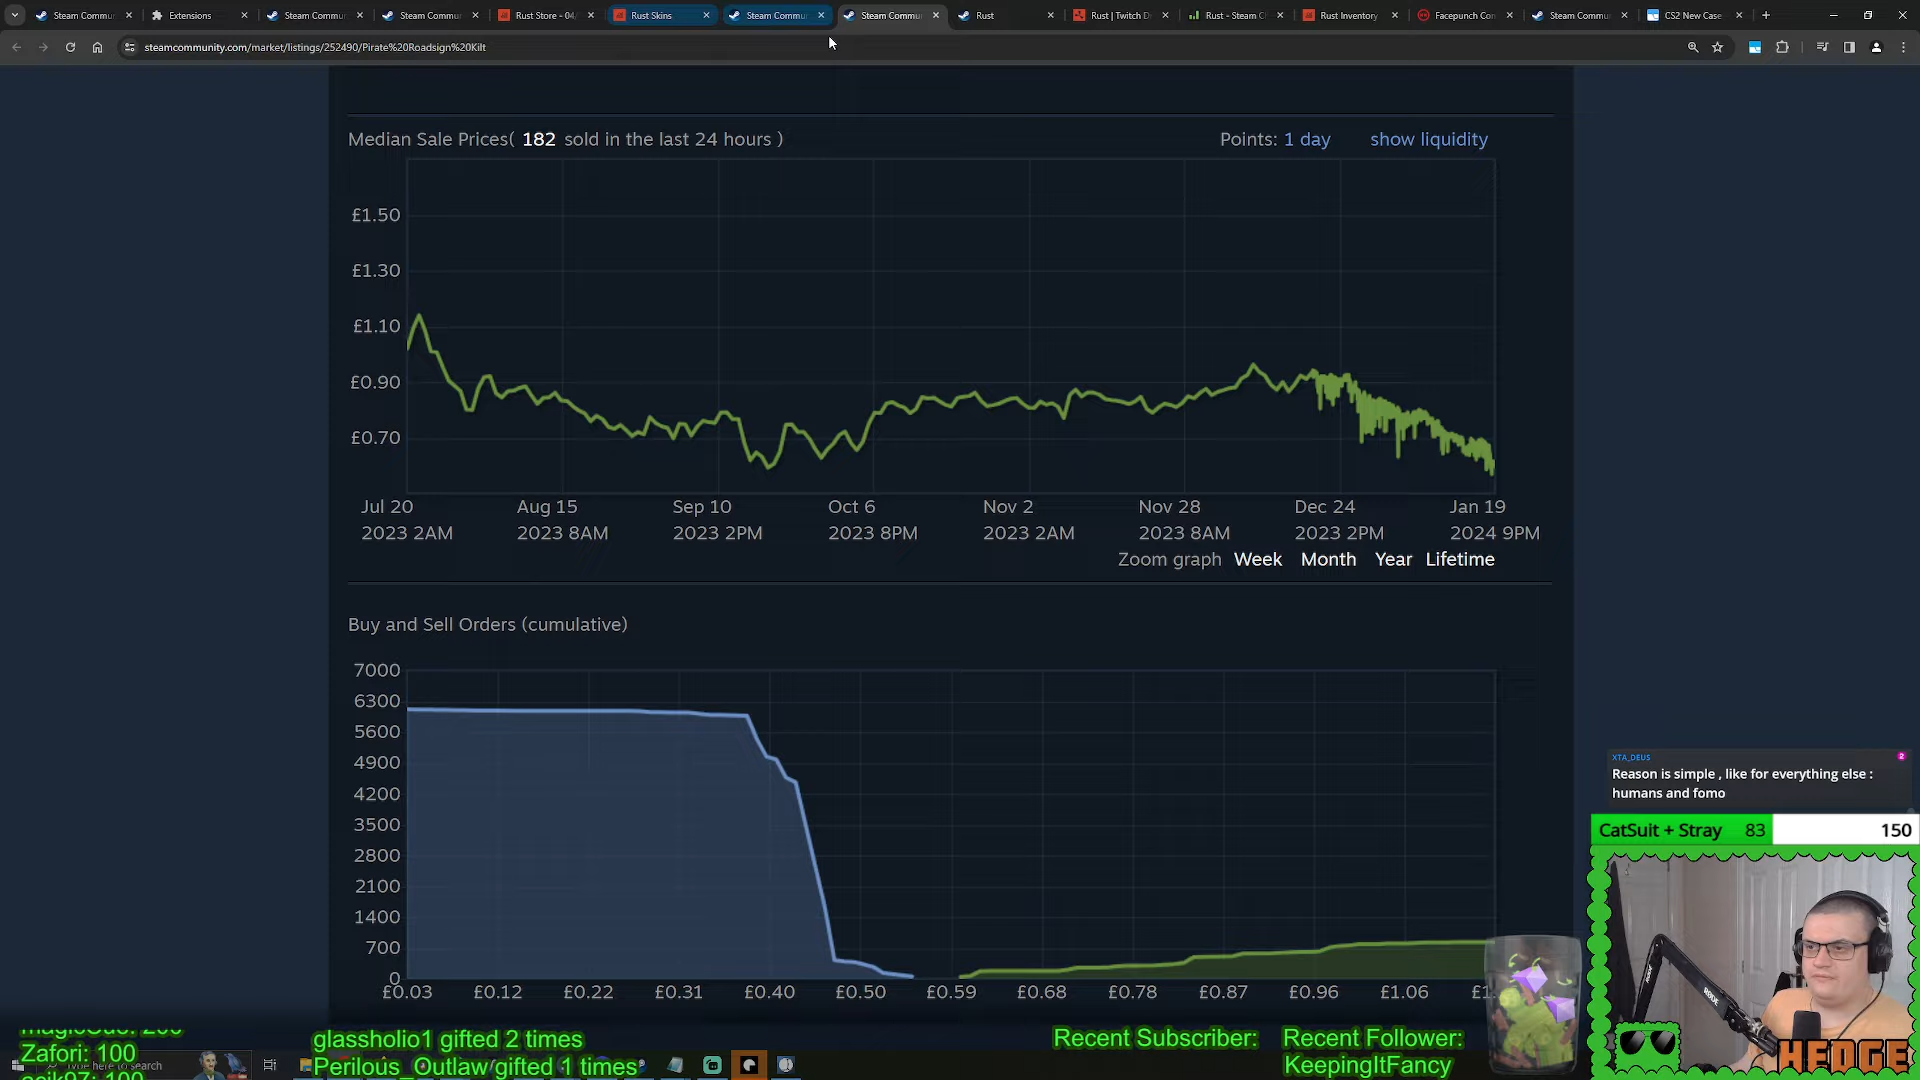 Steam Commu
Extensions
Steam Commu
Steam Commu
Rust Store - 04/
Rust Skins
Steam Commu
Steam Commu
Rust
Rust | Twitch D
Rust - Steam C
Rust Inventory
Facepunch Con
Steam Commu
CS2 New Case
steamcommunity.com/market/listings/252490/Pirate%20Roadsign%20Kilt
Median Sale Prices( 182 sold in the last 24 hours )
Points: 1 day show liquidity
£1.50
£1.30
£1.10
£0.90
£0.70
Jul 20 Aug 15 Sep 10 Oct 6 Nov 2 Nov 28 Dec 24 Jan 19
2023 2AM 2023 8AM 2023 2PM 2023 8PM 2023 2AM 2023 8AM 2023 2PM 2024 9PM
Zoom graph Week Month Year Lifetime
Buy and Sell Orders (cumulative)
7000
6300
5600
4900
4200
3500
2800
2100
1400
700
0
£0.03 £0.12 £0.22 £0.31 £0.40 £0.50 £0.59 £0.68 £0.78 £0.87 £0.96 £1.06
XTA_DEUS
2
Reason is simple , like for everything else :
humans and fomo
CatSuit + Stray 83 150
Zafori: 100
glassholio1 gifted 2 times
Perilous_Outlaw gifted 1 times
Recent Subscriber:
Recent Follower:
KeepingItFancy
RODE
HEDGE